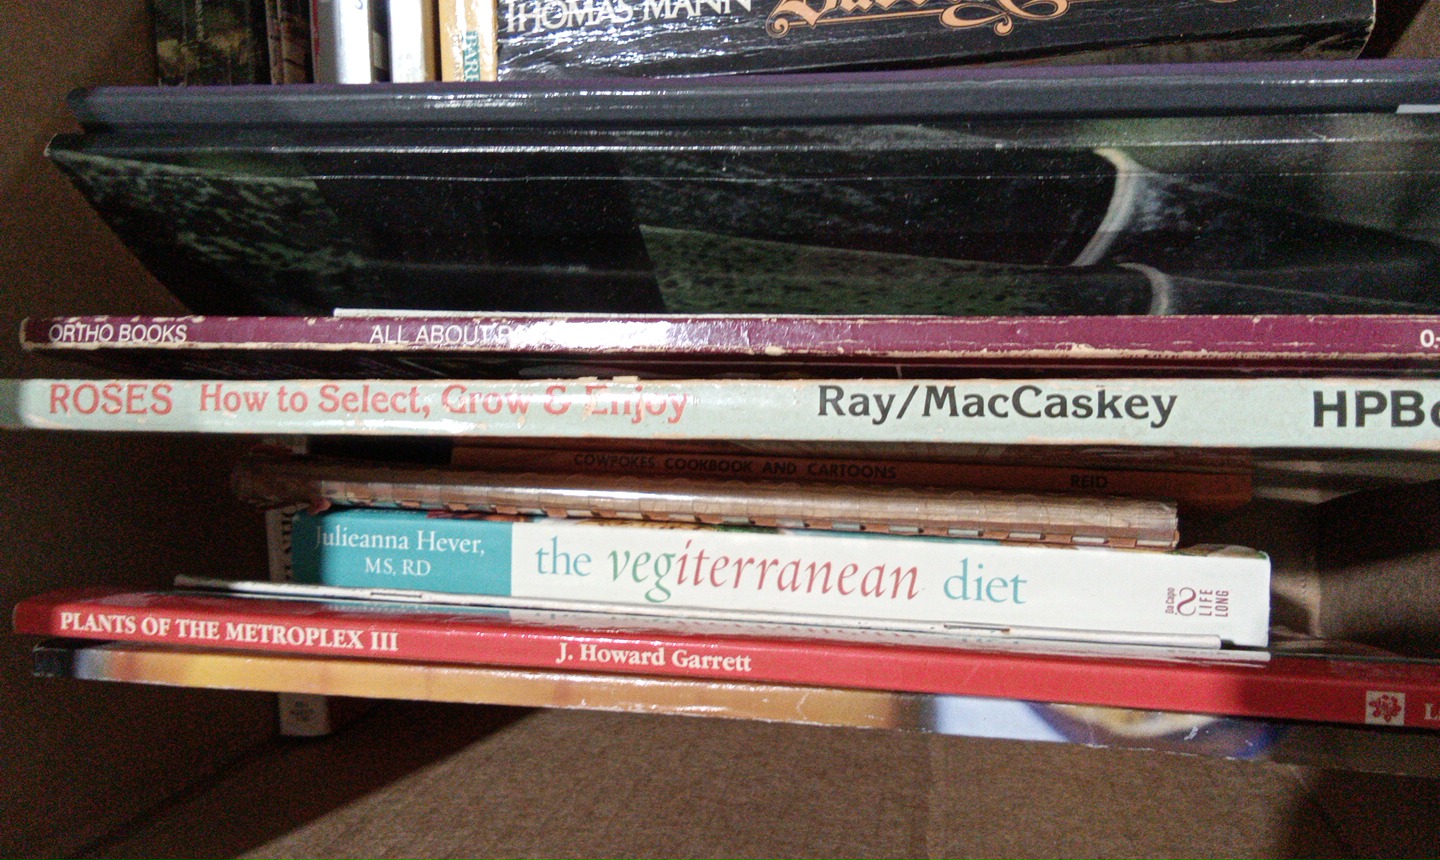 THOMAS MANN
ORTHO BOOKS ALL ABOUT
ROSES How to Select, Grow & Enjoy Ray/MacCaskey
COWPOKES COOKBOOK AND CARTOONS REID
Julieanna Hever,
MS, RD
the vegiterranean diet
Da Capo
LIFE
LONG
PLANTS OF THE METROPLEX III J. Howard Garrett